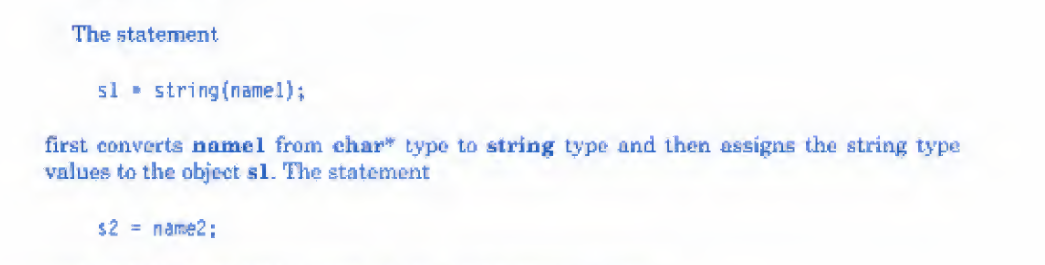 The statement
s1 = string(name1);
first converts name1 from char* type to string type and then assigns the string type
values to the object s1. The statement
s2 = name2;